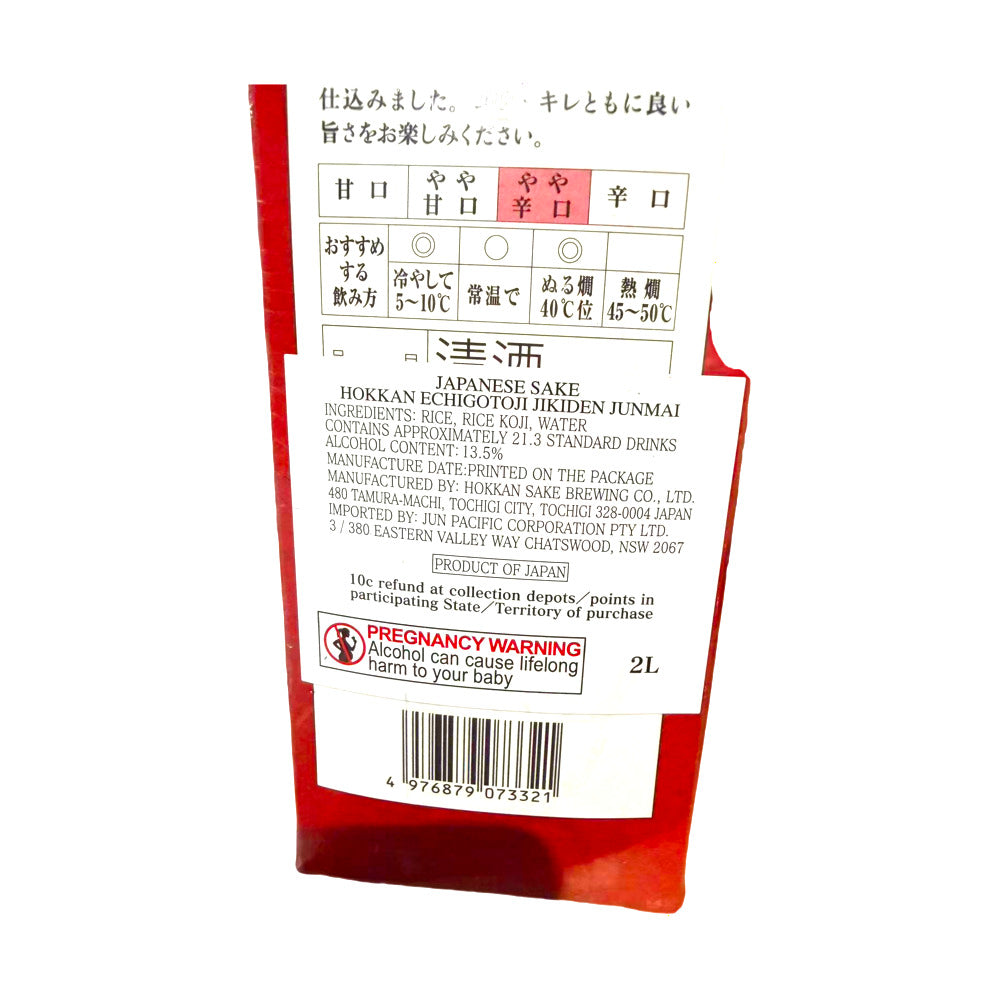 仕込みました。 ・キレともに良い
旨さをお楽しみください。
甘口 やや甘口 やや辛口 辛口
おすすめする飲み方
◎ ○ ◎
冷やして 5～10℃ 常温で ぬる燗 40℃位 熱燗 45～50℃
清酒
JAPANESE SAKE
HOKKAN ECHIGOTOJI JIKIDEN JUNMAI
INGREDIENTS: RICE, RICE KOJI, WATER
CONTAINS APPROXIMATELY 21.3 STANDARD DRINKS
ALCOHOL CONTENT: 13.5%
MANUFACTURE DATE:PRINTED ON THE PACKAGE
MANUFACTURED BY: HOKKAN SAKE BREWING CO., LTD.
480 TAMURA-MACHI, TOCHIGI CITY, TOCHIGI 328-0004 JAPAN
IMPORTED BY: JUN PACIFIC CORPORATION PTY LTD.
3 / 380 EASTERN VALLEY WAY CHATSWOOD, NSW 2067
PRODUCT OF JAPAN
10c refund at collection depots/points in
participating State/Territory of purchase
PREGNANCY WARNING
Alcohol can cause lifelong
harm to your baby
2L
4 976879 073321